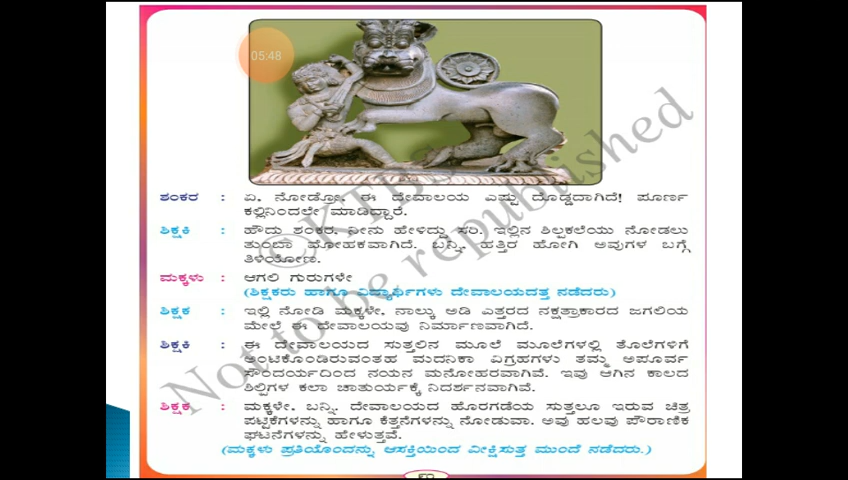 05:48
ಶಂಕರ : ಏ, ನೋಡ್ರೋ, ಈ ದೇವಾಲಯ ಎಷ್ಟು ದೊಡ್ಡದಾಗಿದೆ! ಪೂರ್ಣ
ಕಲ್ಲಿನಿಂದಲೇ ಮಾಡಿದ್ದಾರೆ.
ಶಿಕ್ಷಕಿ : ಹೌದು ಶಂಕರ, ನೀನು ಹೇಳಿದ್ದು ಸರಿ. ಇಲ್ಲಿನ ಶಿಲ್ಪಕಲೆಯು ನೋಡಲು
ತುಂಬಾ ಮೋಹಕವಾಗಿದೆ. ಬನ್ನಿ, ಹತ್ತಿರ ಹೋಗಿ ಅವುಗಳ ಬಗ್ಗೆ
ತಿಳಿಯೋಣ.
ಮಕ್ಕಳು : ಆಗಲಿ ಗುರುಗಳೇ
(ಶಿಕ್ಷಕರು ಹಾಗೂ ವಿದ್ಯಾರ್ಥಿಗಳು ದೇವಾಲಯದತ್ತ ನಡೆದರು)
ಶಿಕ್ಷಕ : ಇಲ್ಲಿ ನೋಡಿ ಮಕ್ಕಳೇ, ನಾಲ್ಕು ಅಡಿ ಎತ್ತರದ ನಕ್ಷತ್ರಾಕಾರದ ಜಗಲಿಯ
ಮೇಲೆ ಈ ದೇವಾಲಯವು ನಿರ್ಮಾಣವಾಗಿದೆ.
ಶಿಕ್ಷಕಿ : ಈ ದೇವಾಲಯದ ಸುತ್ತಲಿನ ಮೂಲೆ ಮೂಲೆಗಳಲ್ಲಿ ತೊಲೆಗಳಿಗೆ
ಅಂಟಿಕೊಂಡಿರುವಂತಹ ಮದನಿಕಾ ವಿಗ್ರಹಗಳು ತಮ್ಮ ಅಪೂರ್ವ
ಸೌಂದರ್ಯದಿಂದ ನಯನ ಮನೋಹರವಾಗಿವೆ. ಇವು ಆಗಿನ ಕಾಲದ
ಶಿಲ್ಪಿಗಳ ಕಲಾ ಚಾತುರ್ಯಕ್ಕೆ ನಿದರ್ಶನವಾಗಿವೆ.
ಶಿಕ್ಷಕ : ಮಕ್ಕಳೇ, ಬನ್ನಿ, ದೇವಾಲಯದ ಹೊರಗಡೆಯ ಸುತ್ತಲೂ ಇರುವ ಚಿತ್ರ
ಪಟ್ಟಿಕೆಗಳನ್ನು ಹಾಗೂ ಕೆತ್ತನೆಗಳನ್ನು ನೋಡುವಾ. ಅವು ಹಲವು ಪೌರಾಣಿಕ
ಘಟನೆಗಳನ್ನು ಹೇಳುತ್ತವೆ.
(ಮಕ್ಕಳು ಪ್ರತಿಯೊಂದನ್ನು ಆಸಕ್ತಿಯಿಂದ ವೀಕ್ಷಿಸುತ್ತ ಮುಂದೆ ನಡೆದರು.)
©KTBS
Not to be republished